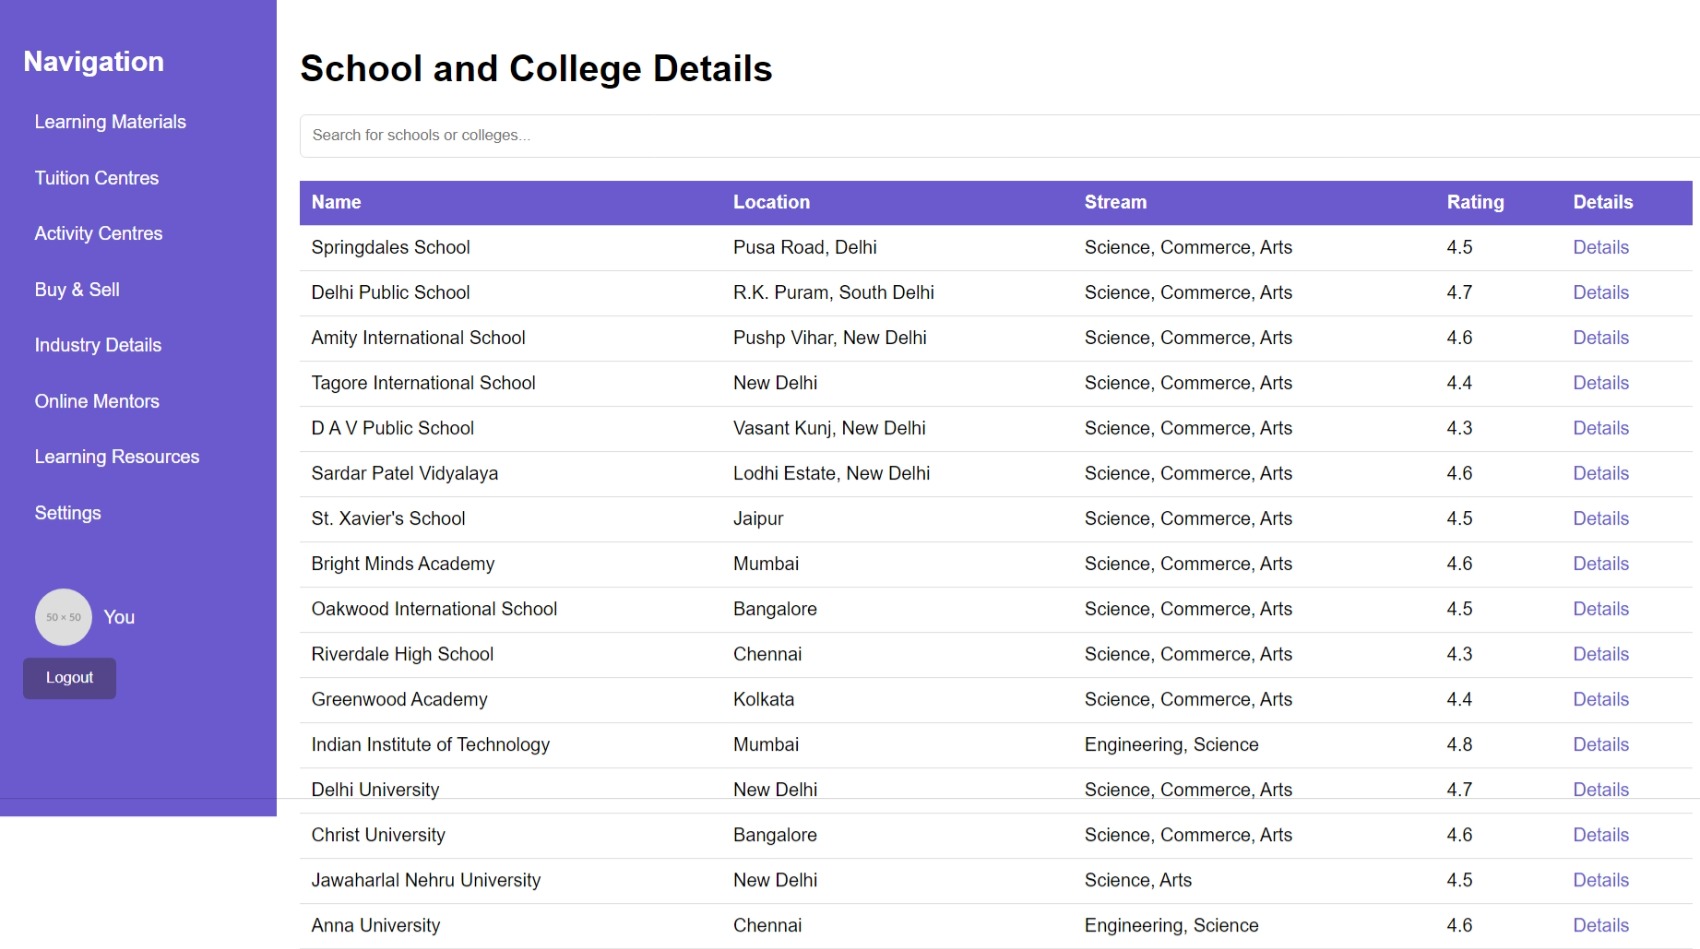 Navigation
Learning Materials
Tuition Centres
Activity Centres
Buy & Sell
Industry Details
Online Mentors
Learning Resources
Settings
50 × 50
You
Logout
School and College Details
Search for schools or colleges...
Name Location Stream Rating Details
Springdales School Pusa Road, Delhi Science, Commerce, Arts 4.5 Details
Delhi Public School R.K. Puram, South Delhi Science, Commerce, Arts 4.7 Details
Amity International School Pushp Vihar, New Delhi Science, Commerce, Arts 4.6 Details
Tagore International School New Delhi Science, Commerce, Arts 4.4 Details
D A V Public School Vasant Kunj, New Delhi Science, Commerce, Arts 4.3 Details
Sardar Patel Vidyalaya Lodhi Estate, New Delhi Science, Commerce, Arts 4.6 Details
St. Xavier's School Jaipur Science, Commerce, Arts 4.5 Details
Bright Minds Academy Mumbai Science, Commerce, Arts 4.6 Details
Oakwood International School Bangalore Science, Commerce, Arts 4.5 Details
Riverdale High School Chennai Science, Commerce, Arts 4.3 Details
Greenwood Academy Kolkata Science, Commerce, Arts 4.4 Details
Indian Institute of Technology Mumbai Engineering, Science 4.8 Details
Delhi University New Delhi Science, Commerce, Arts 4.7 Details
Christ University Bangalore Science, Commerce, Arts 4.6 Details
Jawaharlal Nehru University New Delhi Science, Arts 4.5 Details
Anna University Chennai Engineering, Science 4.6 Details